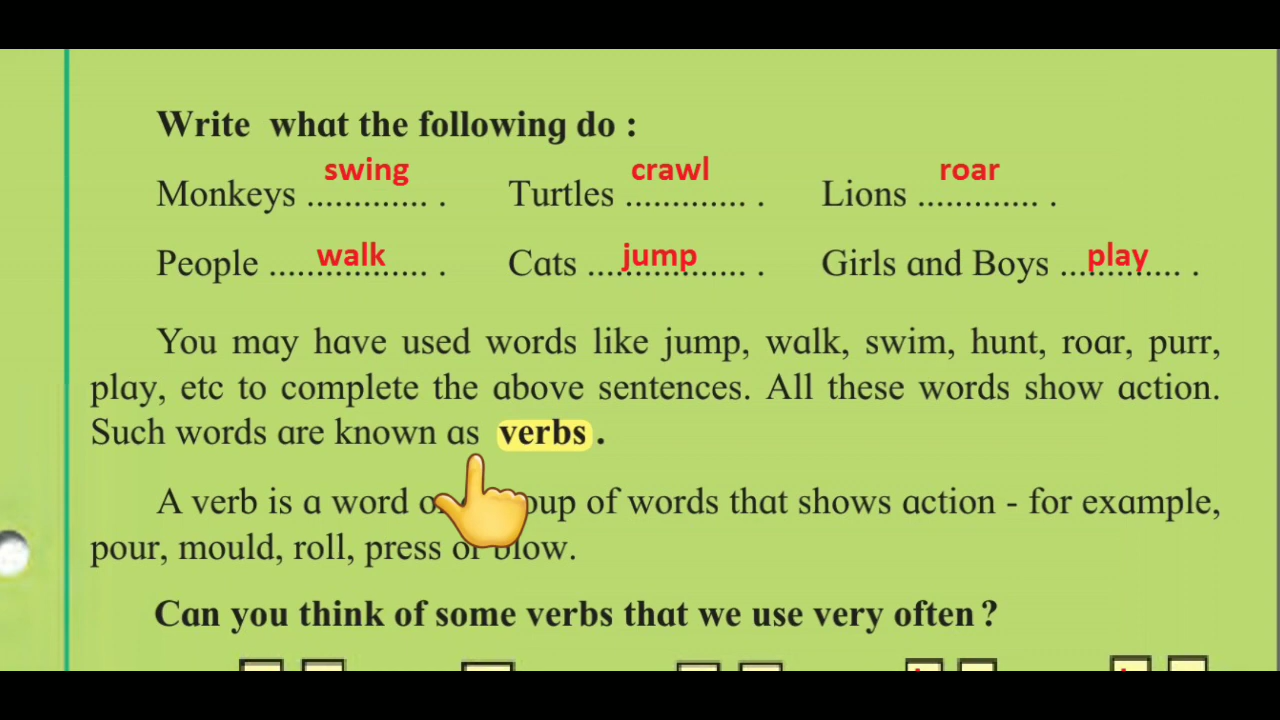 Write what the following do :
swing crawl roar
Monkeys ............. . Turtles ............. . Lions ............. .
walk jump play
People ................. . Cats ................. . Girls and Boys ............. .
You may have used words like jump, walk, swim, hunt, roar, purr,
play, etc to complete the above sentences. All these words show action.
Such words are known as verbs .
A verb is a word of words that shows action - for example,
pour, mould, roll, press or blow.
Can you think of some verbs that we use very often ?